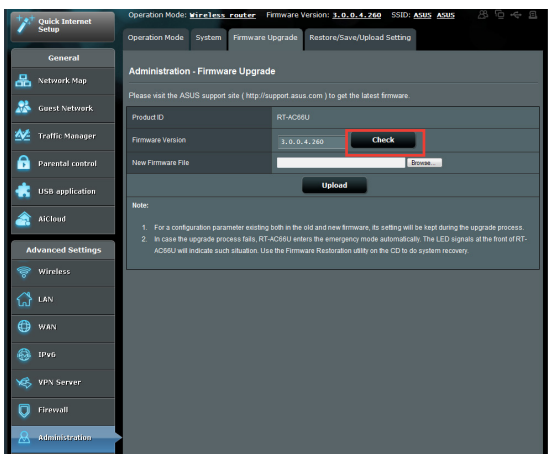 Quick Internet
Setup
Operation Mode: Wireless router Firmware Version: 3.0.0.4.260 SSID: ASUS ASUS
Operation Mode System Firmware Upgrade Restore/Save/Upload Setting
General
Network Map
Guest Network
Traffic Manager
Parental control
USB application
AiCloud
Advanced Settings
Wireless
LAN
WAN
IPv6
VPN Server
Firewall
Administration
Administration - Firmware Upgrade
Please visit the ASUS support site ( http://support.asus.com ) to get the latest firmware.
Product ID RT-AC66U
Firmware Version 3.0.0.4.260 Check
New Firmware File Browse...
Upload
Note:
1. For a configuration parameter existing both in the old and new firmware, its setting will be kept during the upgrade process.
2. In case the upgrade process fails, RT-AC66U enters the emergency mode automatically. The LED signals at the front of RT-
AC66U will indicate such situation. Use the Firmware Restoration utility on the CD to do system recovery.